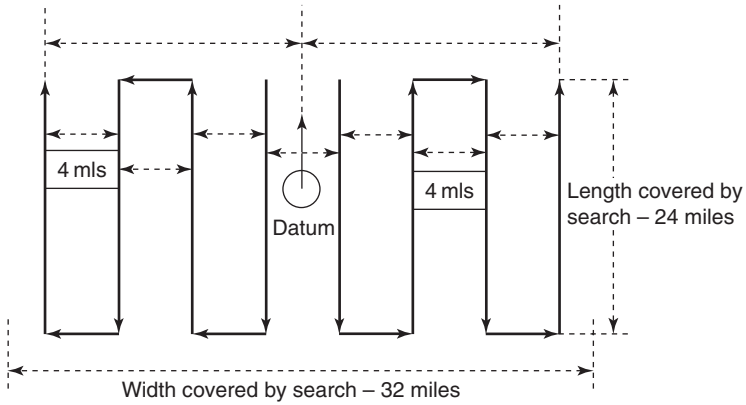 4 mls
4 mls
Datum
Length covered by
search – 24 miles
Width covered by search – 32 miles